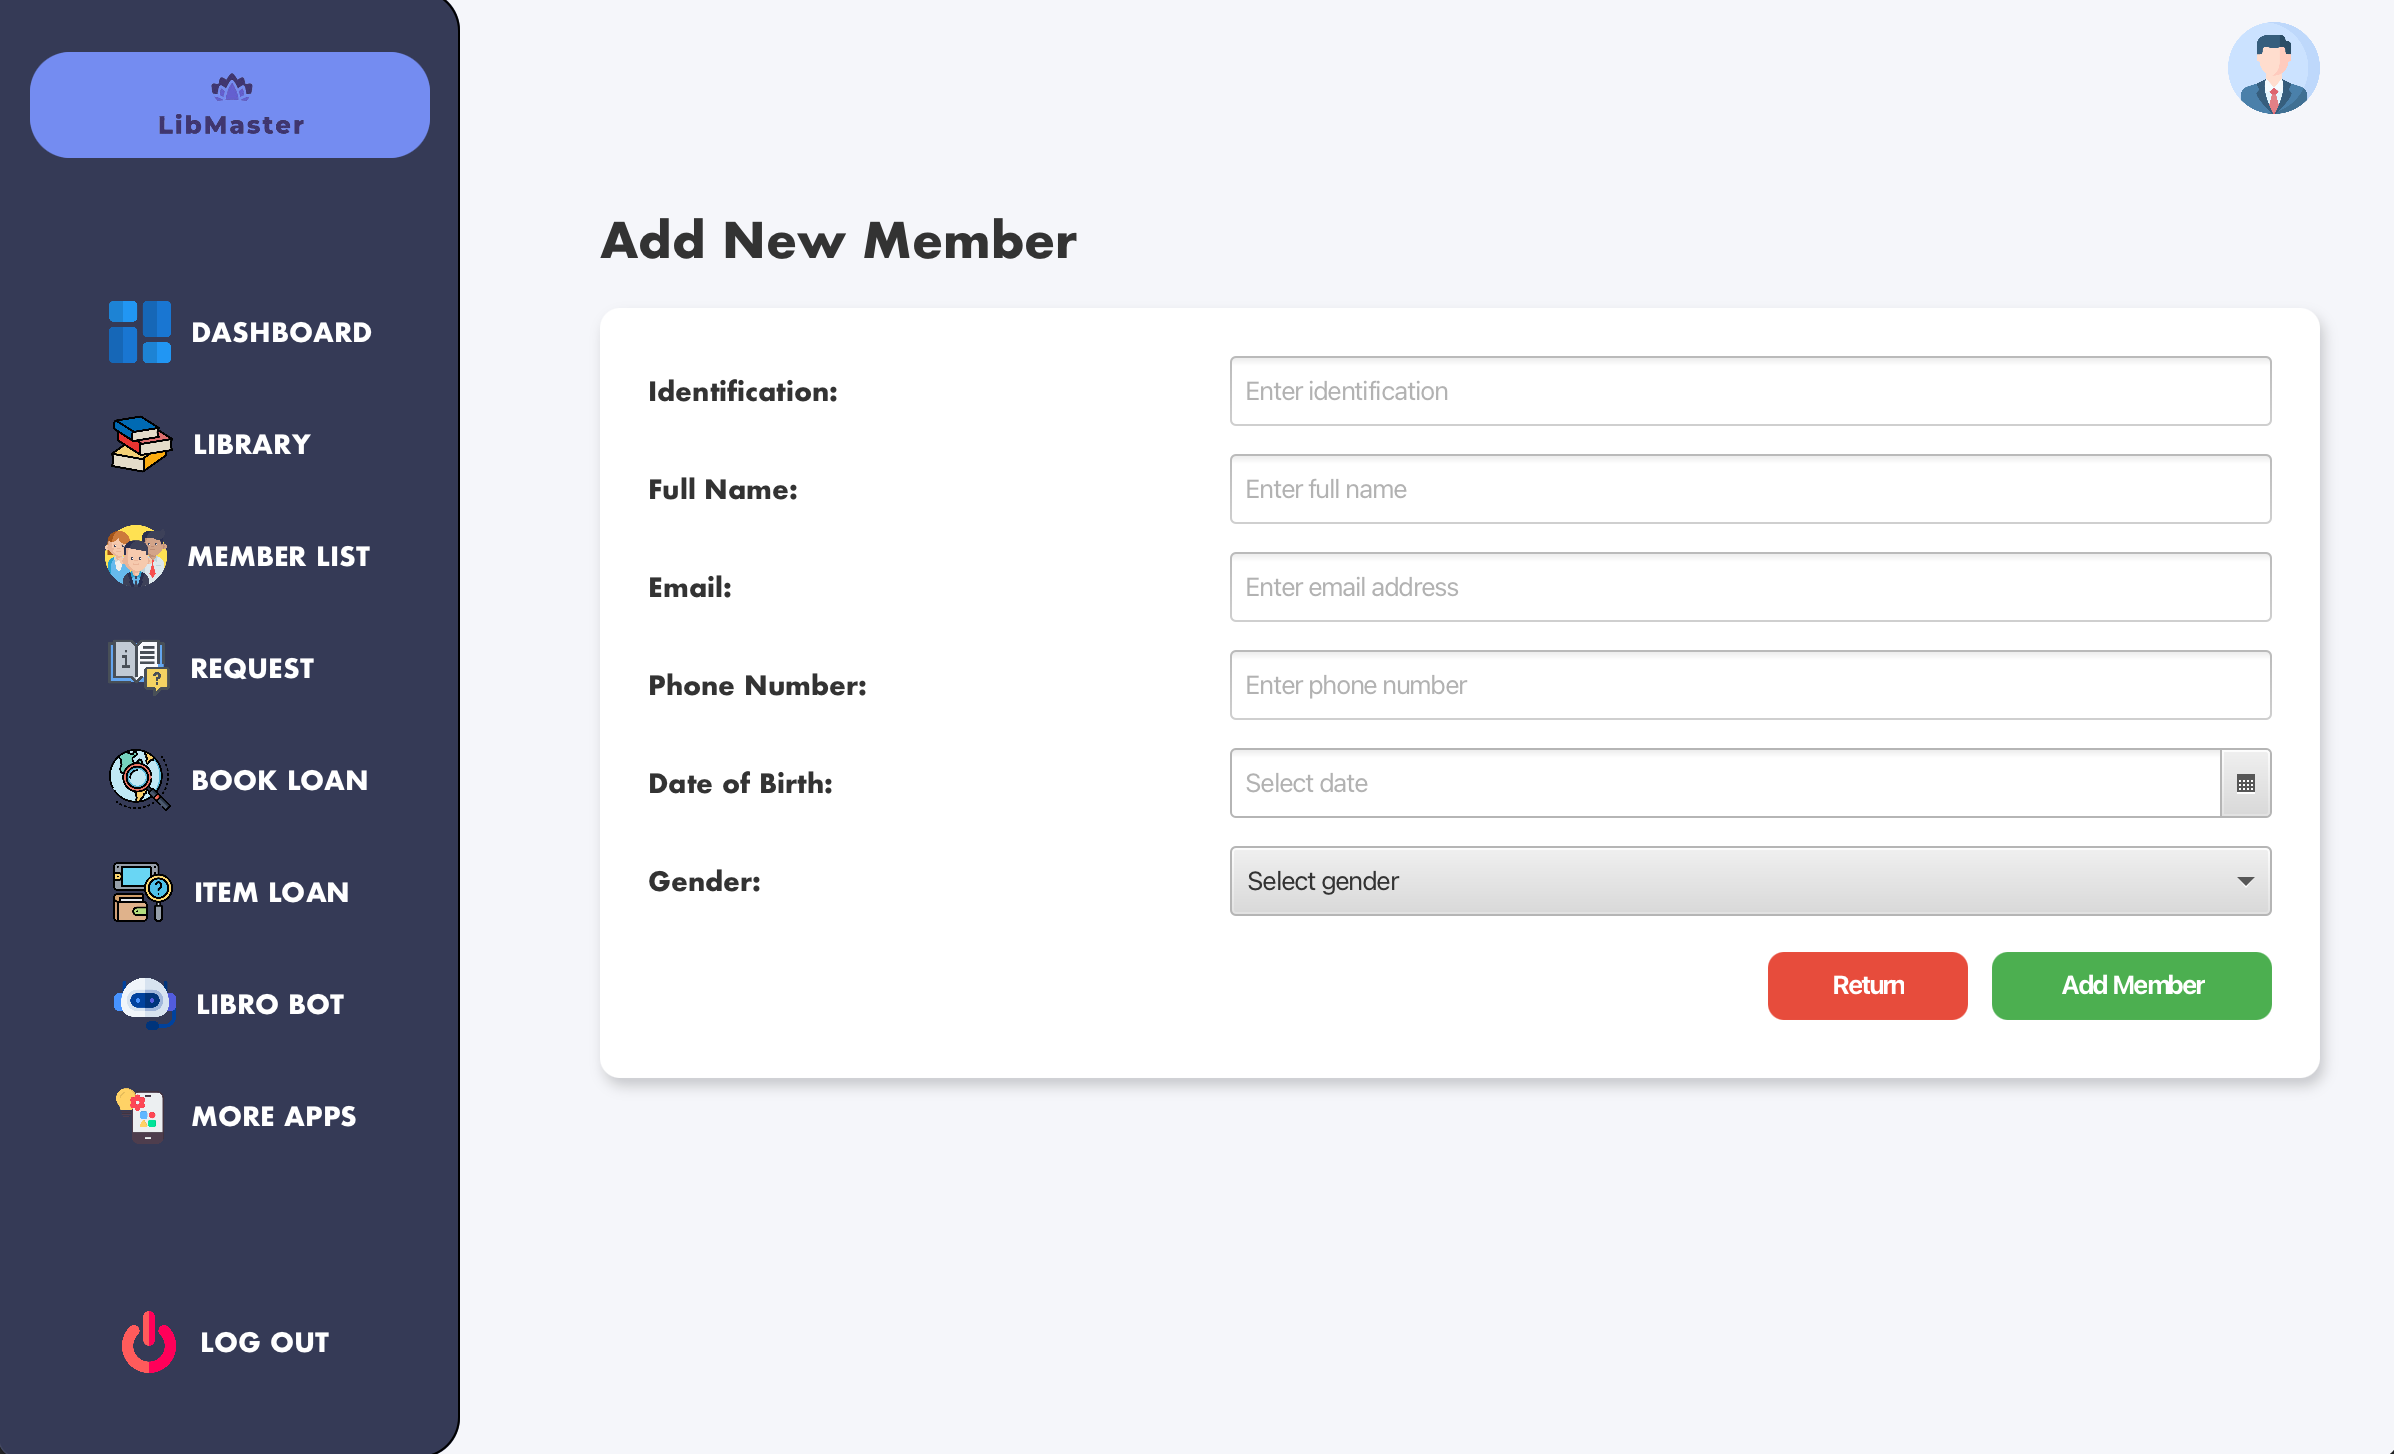 LibMaster
DASHBOARD
LIBRARY
MEMBER LIST
REQUEST
BOOK LOAN
ITEM LOAN
LIBRO BOT
MORE APPS
LOG OUT
Add New Member
Identification:
Enter identification
Full Name:
Enter full name
Email:
Enter email address
Phone Number:
Enter phone number
Date of Birth:
Select date
Gender:
Select gender
Return
Add Member